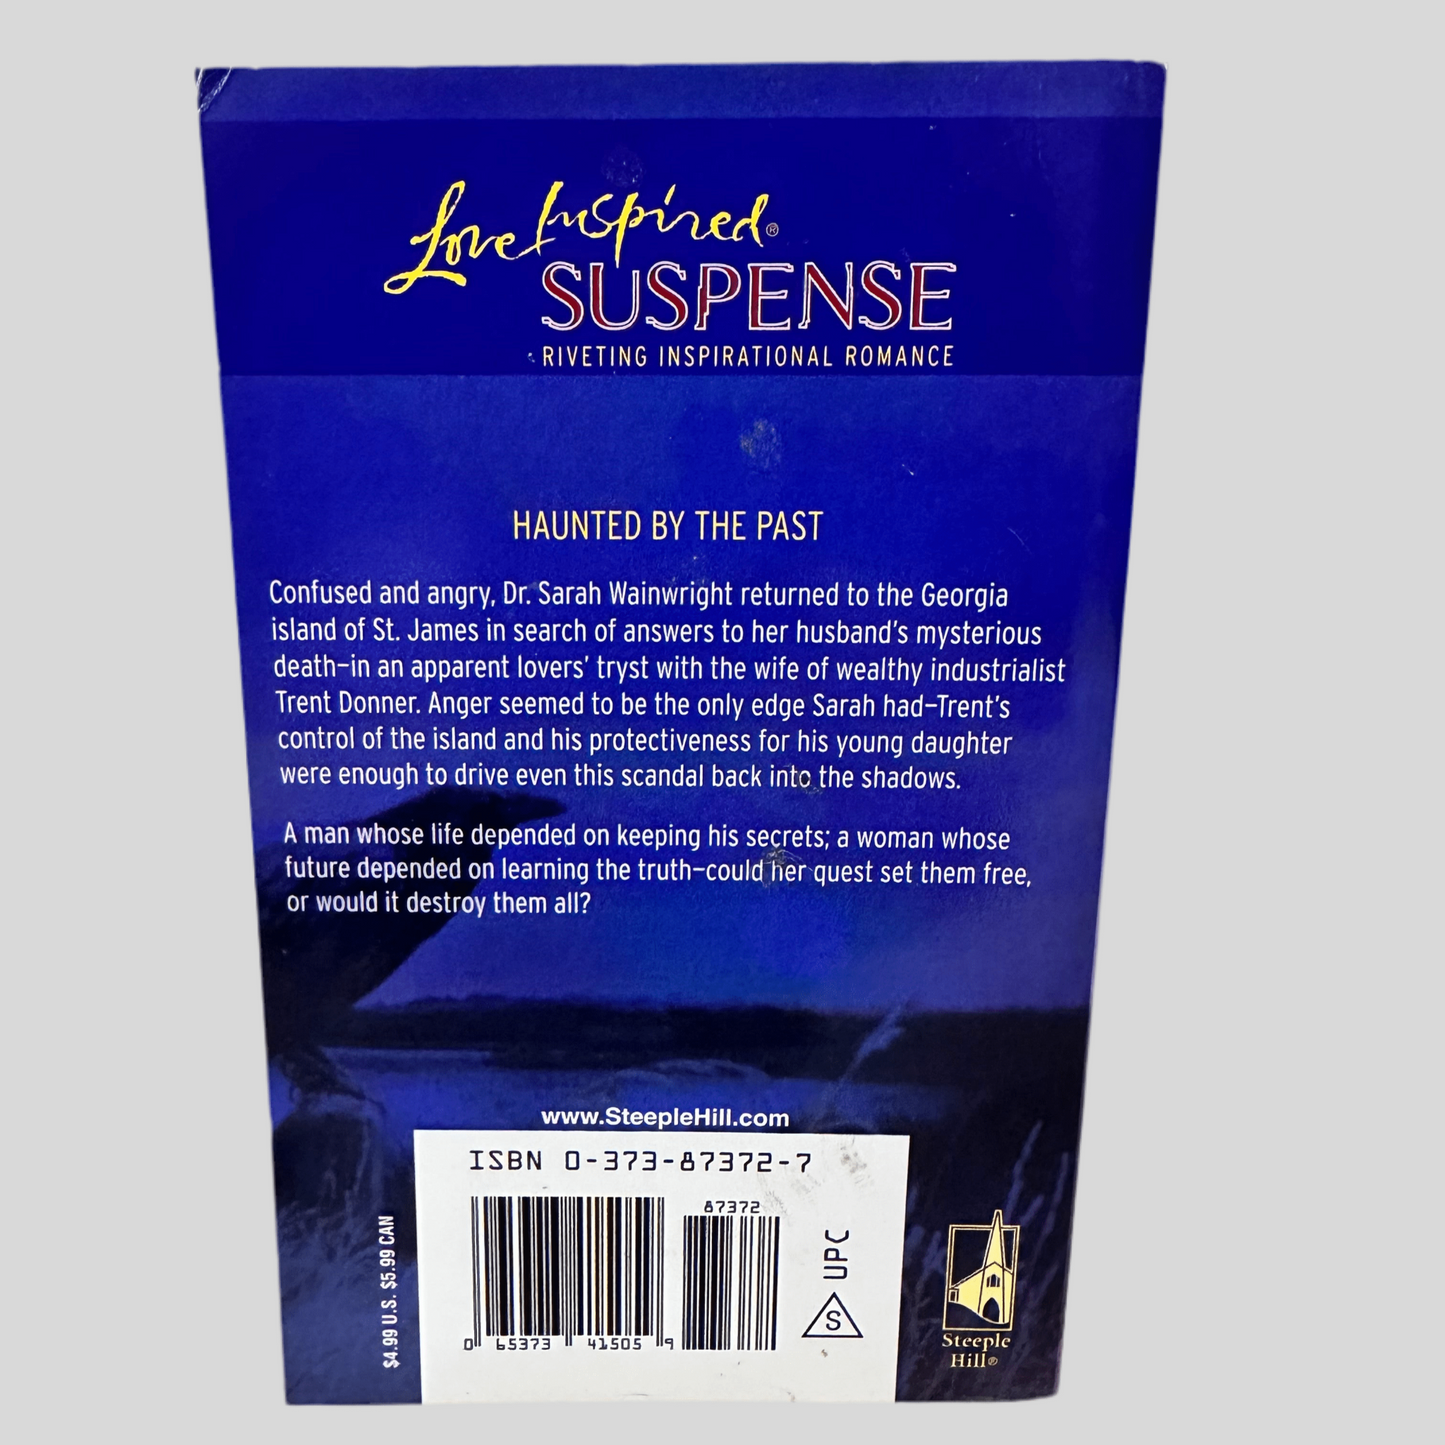 Love Inspired®
SUSPENSE
RIVETING INSPIRATIONAL ROMANCE
HAUNTED BY THE PAST
Confused and angry, Dr. Sarah Wainwright returned to the Georgia
island of St. James in search of answers to her husband's mysterious
death–in an apparent lovers' tryst with the wife of wealthy industrialist
Trent Donner. Anger seemed to be the only edge Sarah had–Trent's
control of the island and his protectiveness for his young daughter
were enough to drive even this scandal back into the shadows.
A man whose life depended on keeping his secrets; a woman whose
future depended on learning the truth–could her quest set them free,
or would it destroy them all?
www.SteepleHill.com
ISBN 0-373-87372-7
87372
0 65373 41505 9
UPC
S
$4.99 U.S. $5.99 CAN
Steeple
Hill®